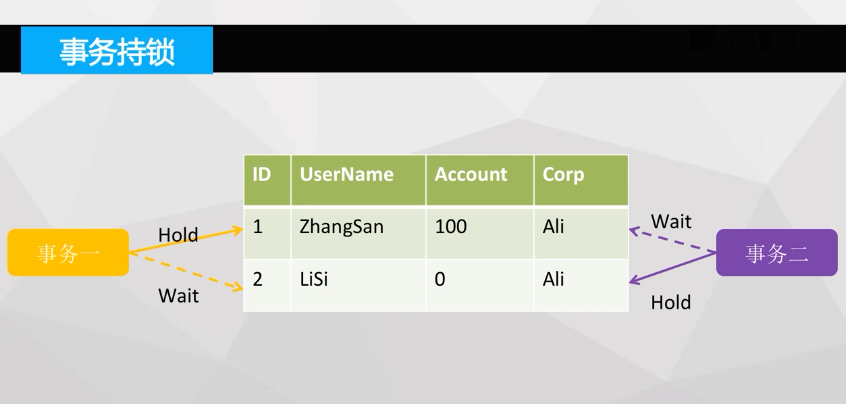 事务持锁
ID UserName Account Corp
Hold 1 ZhangSan 100 Ali Wait
事务一 事务二
Wait 2 LiSi 0 Ali Hold